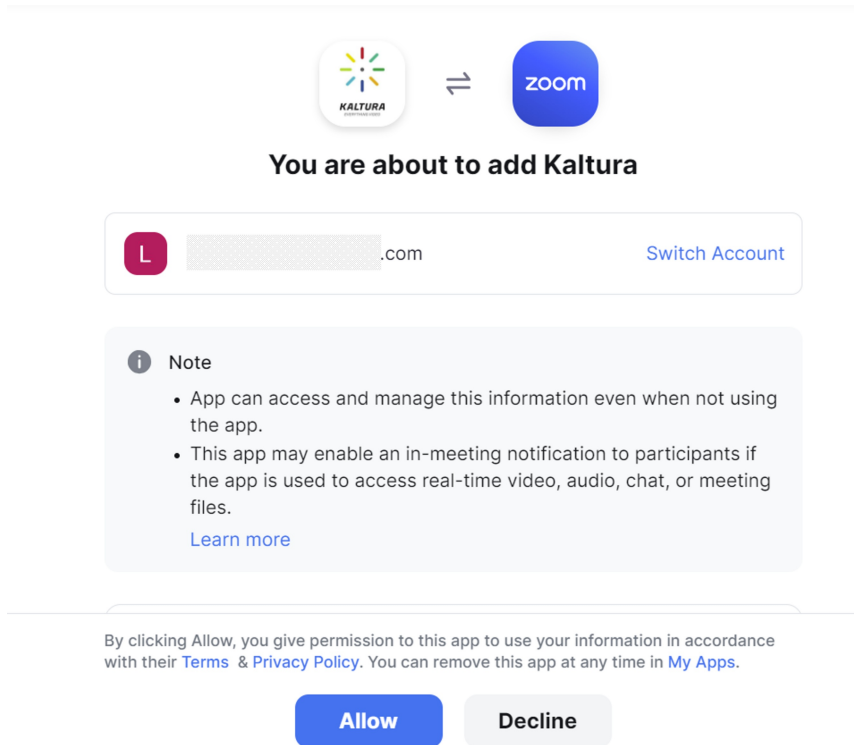 KALTURA
zoom
You are about to add Kaltura
L
.com
Switch Account
Note
• App can access and manage this information even when not using
the app.
• This app may enable an in-meeting notification to participants if
the app is used to access real-time video, audio, chat, or meeting
files.
Learn more
By clicking Allow, you give permission to this app to use your information in accordance
with their Terms & Privacy Policy. You can remove this app at any time in My Apps.
Allow
Decline